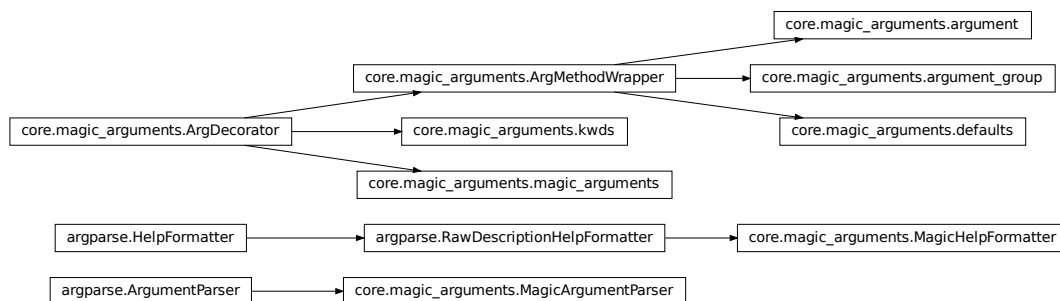 core.magic_arguments.argument
core.magic_arguments.ArgMethodWrapper
core.magic_arguments.argument_group
core.magic_arguments.ArgDecorator
core.magic_arguments.kwds
core.magic_arguments.defaults
core.magic_arguments.magic_arguments
argparse.HelpFormatter
argparse.RawDescriptionHelpFormatter
core.magic_arguments.MagicHelpFormatter
argparse.ArgumentParser
core.magic_arguments.MagicArgumentParser